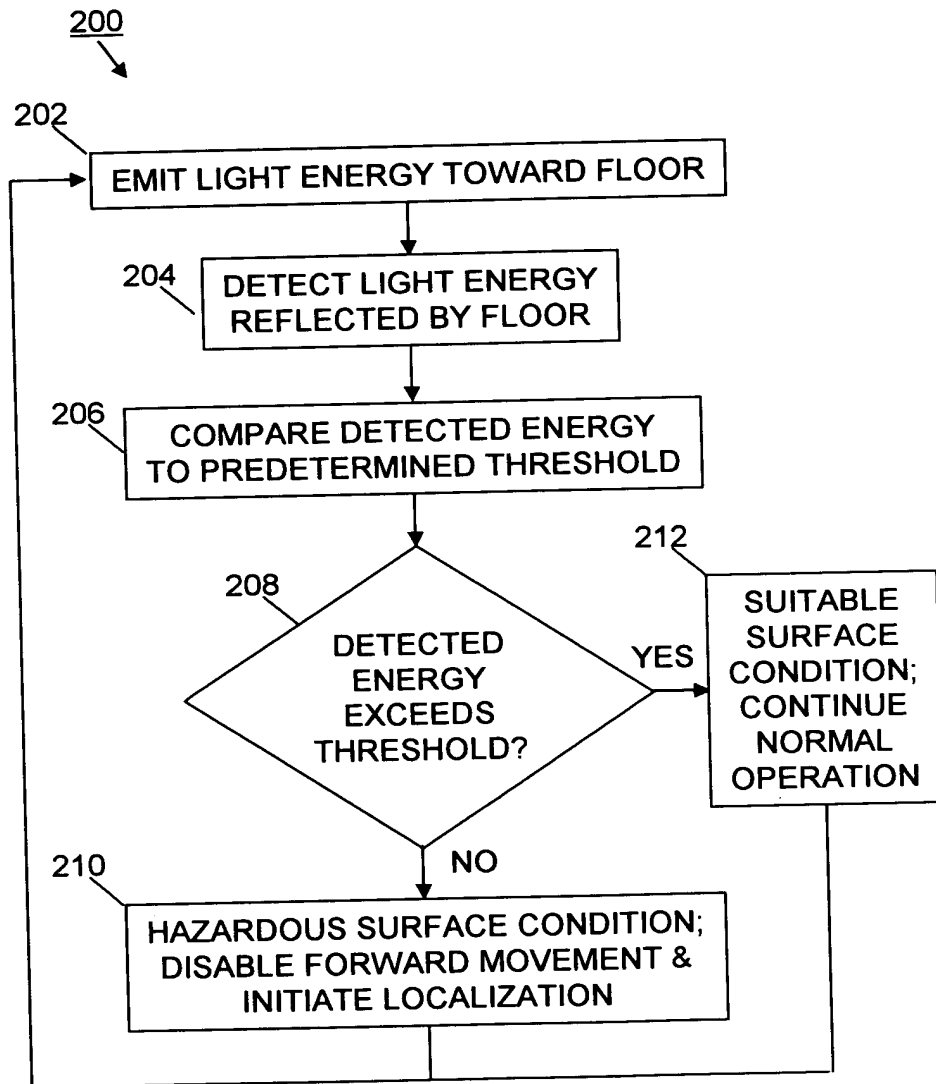 200
202
EMIT LIGHT ENERGY TOWARD FLOOR
204
DETECT LIGHT ENERGY
REFLECTED BY FLOOR
206
COMPARE DETECTED ENERGY
TO PREDETERMINED THRESHOLD
208
DETECTED
ENERGY
EXCEEDS
THRESHOLD?
YES
212
SUITABLE
SURFACE
CONDITION;
CONTINUE
NORMAL
OPERATION
NO
210
HAZARDOUS SURFACE CONDITION;
DISABLE FORWARD MOVEMENT &
INITIATE LOCALIZATION